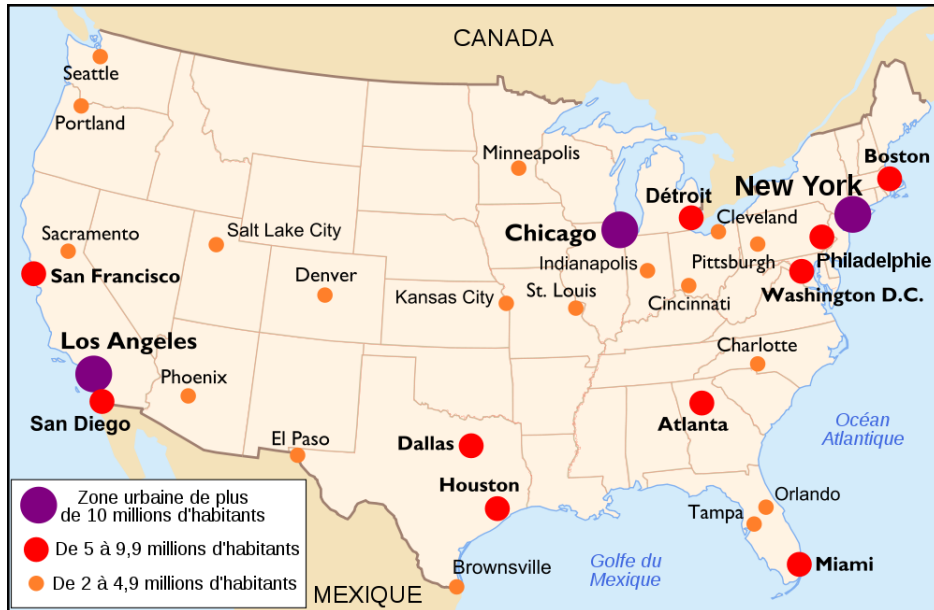 CANADA
Seattle
Portland
Minneapolis
Boston
Détroit
New York
Cleveland
Chicago
Salt Lake City
Sacramento
San Francisco
Denver
Indianapolis
Pittsburgh
Philadelphie
Kansas City
St. Louis
Cincinnati
Washington D.C.
Los Angeles
Charlotte
Phoenix
San Diego
Atlanta
Océan
Atlantique
El Paso
Dallas
Houston
Orlando
Tampa
Golfe du
Mexique
Miami
Brownsville
MEXIQUE
Zone urbaine de plus
de 10 millions d'habitants
De 5 à 9,9 millions d'habitants
De 2 à 4,9 millions d'habitants